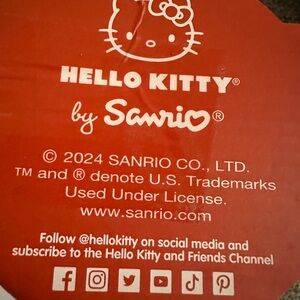 HELLO KITTY®
by Sanrio®
© 2024 SANRIO CO., LTD.
TM and ® denote U.S. Trademarks
Used Under License.
www.sanrio.com
Follow @hellokitty on social media and
subscribe to the Hello Kitty and Friends Channel